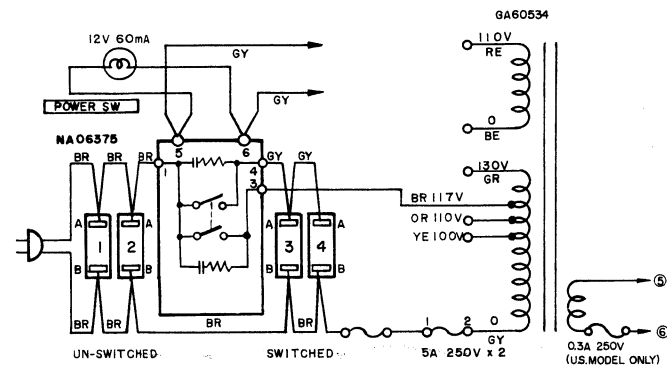 GA60534
12V 60mA
GY
110V
RE
GY
POWER SW
0
BE
NA06375
5
6
BR
BR
BR
1
4
GY
GY
3
130V
GR
BR 117V
OR 110V
YE 100V
A
A
A
A
1
2
3
4
B
B
B
B
BR
BR
BR
1
2
0
GY
5
6
UN-SWITCHED
SWITCHED
5A 250V x 2
0.3A 250V
(U.S. MODEL ONLY)